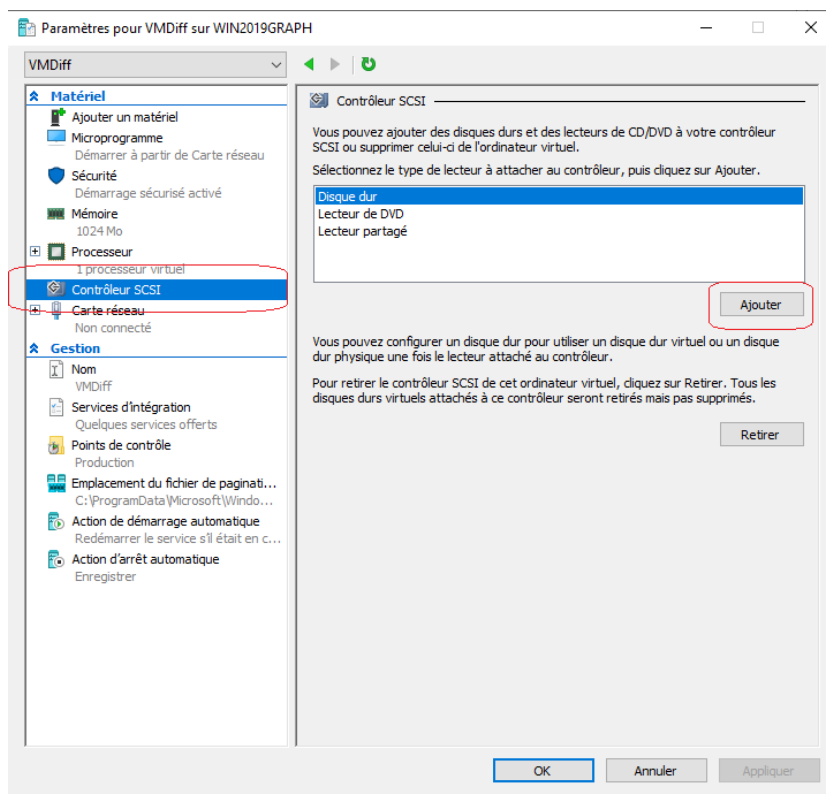 Paramètres pour VMDiff sur WIN2019GRAPH
VMDiff
Matériel
Ajouter un matériel
Microprogramme
Démarrer à partir de Carte réseau
Sécurité
Démarrage sécurisé activé
Mémoire
1024 Mo
Processeur
1 processeur virtuel
Contrôleur SCSI
Carte réseau
Non connecté
Gestion
Nom
VMDiff
Services d'intégration
Quelques services offerts
Points de contrôle
Production
Emplacement du fichier de paginati...
C:\ProgramData\Microsoft\Windo...
Action de démarrage automatique
Redémarrer le service s'il était en c...
Action d'arrêt automatique
Enregistrer
Contrôleur SCSI
Vous pouvez ajouter des disques durs et des lecteurs de CD/DVD à votre contrôleur
SCSI ou supprimer celui-ci de l'ordinateur virtuel.
Sélectionnez le type de lecteur à attacher au contrôleur, puis cliquez sur Ajouter.
Disque dur
Lecteur de DVD
Lecteur partagé
Ajouter
Vous pouvez configurer un disque dur pour utiliser un disque dur virtuel ou un disque
dur physique une fois le lecteur attaché au contrôleur.
Pour retirer le contrôleur SCSI de cet ordinateur virtuel, cliquez sur Retirer. Tous les
disques durs virtuels attachés à ce contrôleur seront retirés mais pas supprimés.
Retirer
OK
Annuler
Appliquer